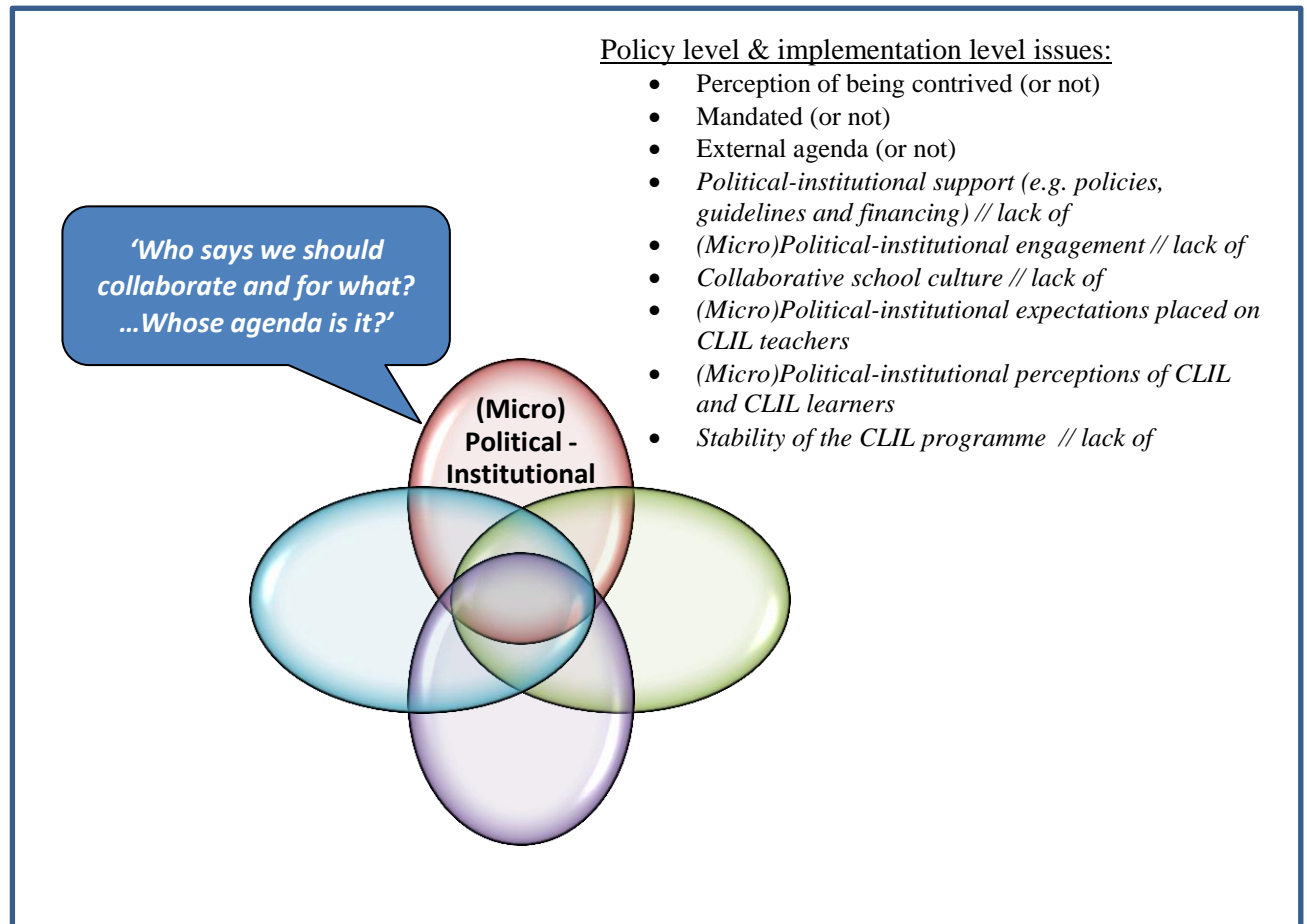 Policy level & implementation level issues:
• Perception of being contrived (or not)
• Mandated (or not)
• External agenda (or not)
• Political-institutional support (e.g. policies,
guidelines and financing) // lack of
• (Micro)Political-institutional engagement // lack of
• Collaborative school culture // lack of
• (Micro)Political-institutional expectations placed on
CLIL teachers
• (Micro)Political-institutional perceptions of CLIL
and CLIL learners
• Stability of the CLIL programme // lack of
‘Who says we should
collaborate and for what?
…Whose agenda is it?’
(Micro)
Political -
Institutional